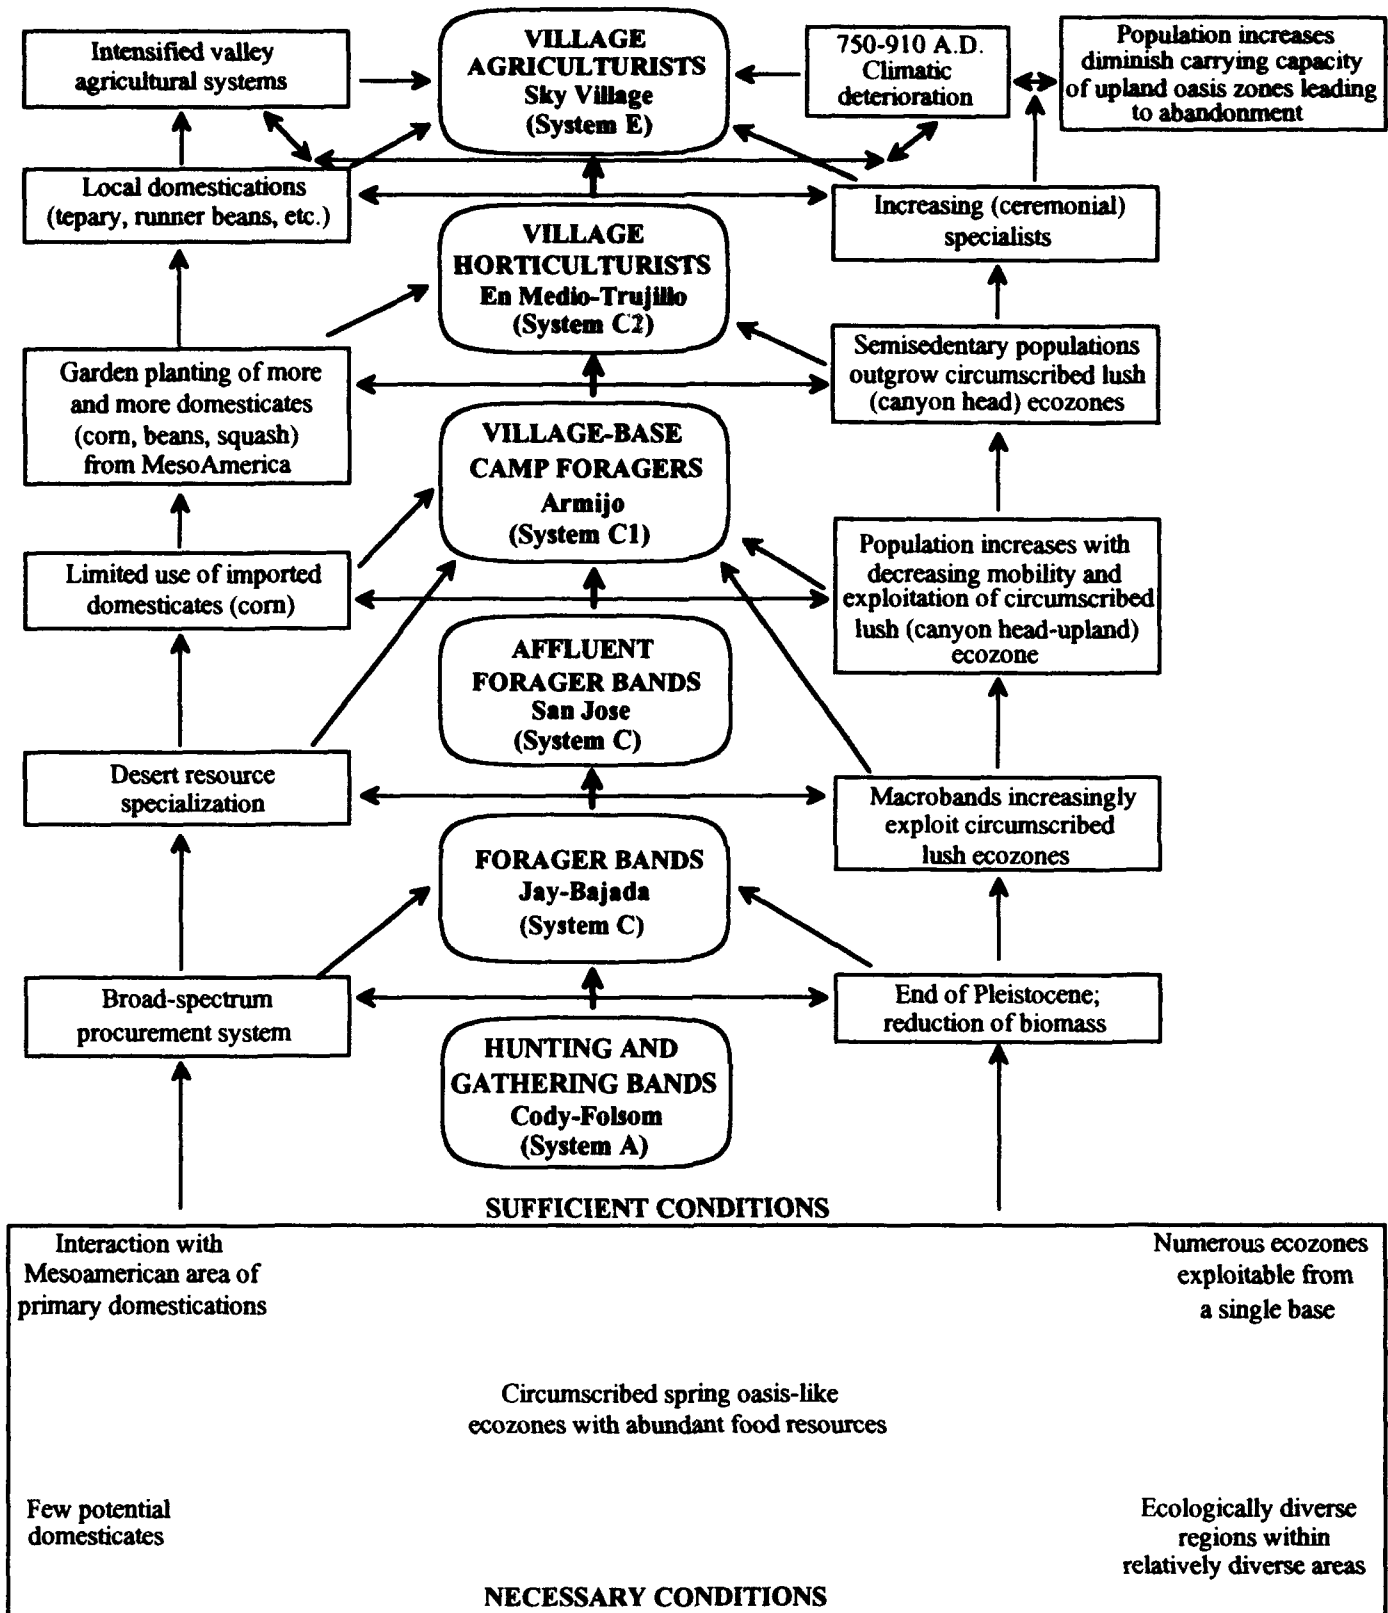 Intensified valley
agricultural systems
VILLAGE
AGRICULTURISTS
Sky Village
(System E)
750-910 A.D.
Climatic
deterioration
Population increases
diminish carrying capacity
of upland oasis zones leading
to abandonment
Local domestications
(tepary, runner beans, etc.)
Increasing (ceremonial)
specialists
VILLAGE
HORTICULTURISTS
En Medio-Trujillo
(System C2)
Garden planting of more
and more domesticates
(corn, beans, squash)
from MesoAmerica
Semisedentary populations
outgrow circumscribed lush
(canyon head) ecozones
VILLAGE-BASE
CAMP FORAGERS
Armijo
(System C1)
Limited use of imported
domesticates (corn)
Population increases with
decreasing mobility and
exploitation of circumscribed
lush (canyon head-upland)
ecozone
AFFLUENT
FORAGER BANDS
San Jose
(System C)
Desert resource
specialization
Macrobands increasingly
exploit circumscribed
lush ecozones
FORAGER BANDS
Jay-Bajada
(System C)
Broad-spectrum
procurement system
End of Pleistocene;
reduction of biomass
HUNTING AND
GATHERING BANDS
Cody-Folsom
(System A)
SUFFICIENT CONDITIONS
Interaction with
Mesoamerican area of
primary domestications
Numerous ecozones
exploitable from
a single base
Circumscribed spring oasis-like
ecozones with abundant food resources
Few potential
domesticates
Ecologically diverse
regions within
relatively diverse areas
NECESSARY CONDITIONS